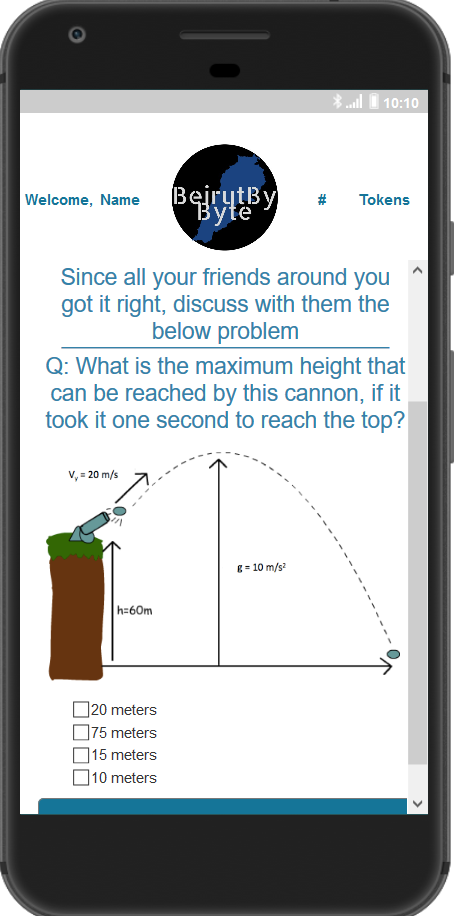 10:10
Welcome, Name
BeirutBy
Byte
# Tokens
Since all your friends around you
got it right, discuss with them the
below problem
Q: What is the maximum height that
can be reached by this cannon, if it
took it one second to reach the top?
Vy = 20 m/s
g = 10 m/s²
h=60m
20 meters
75 meters
15 meters
10 meters